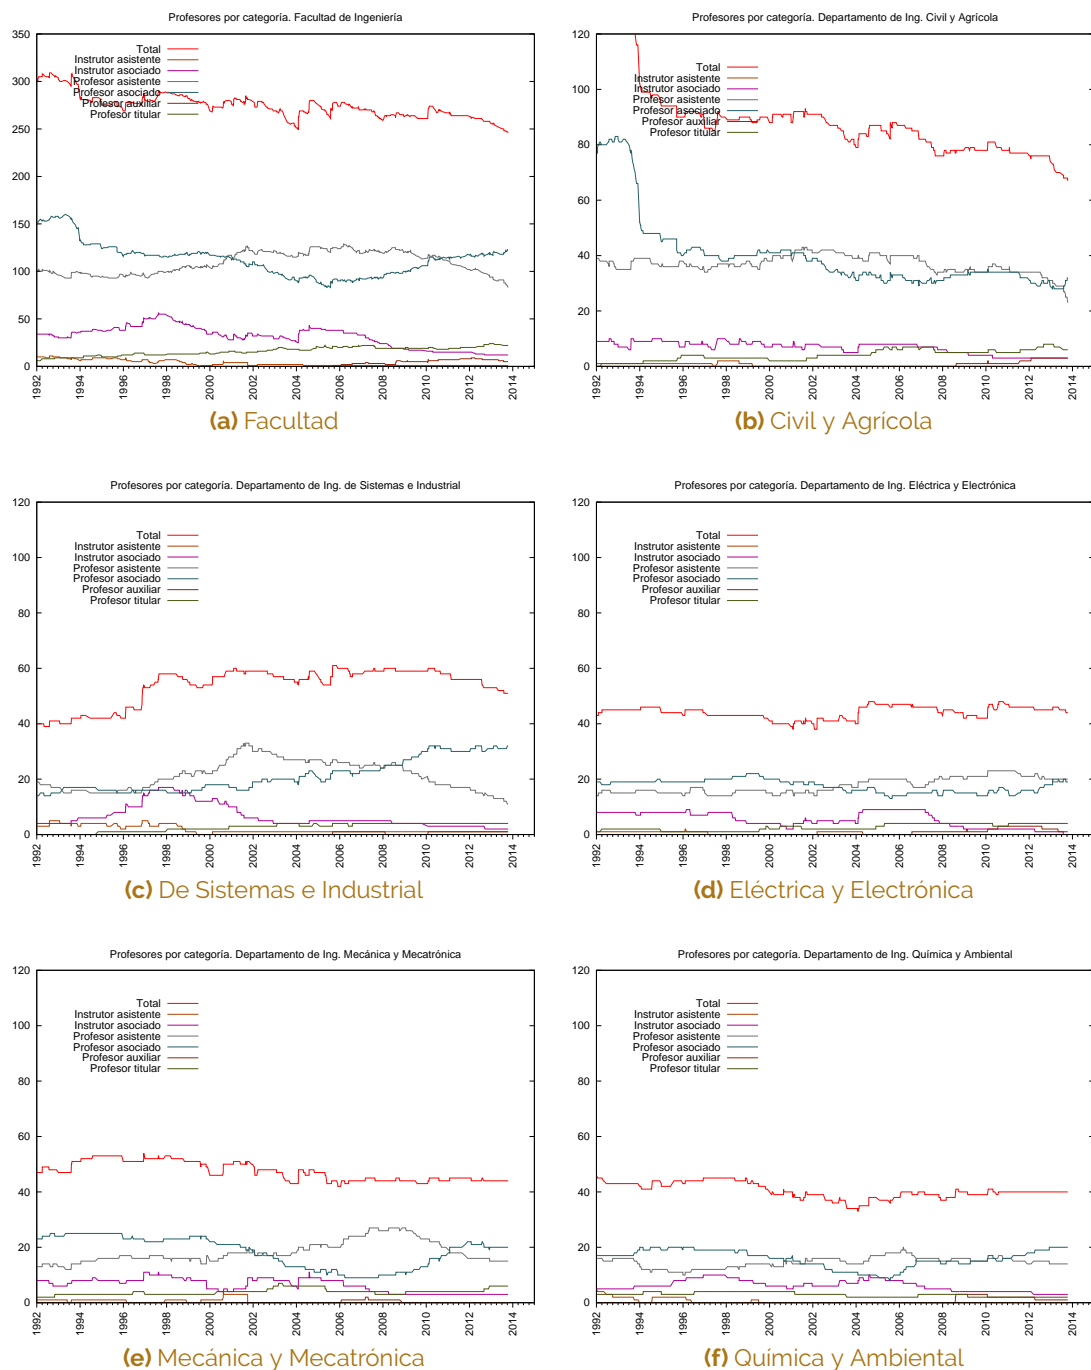 Profesores por categoría. Facultad de Ingeniería
350
300
250
200
150
100
50
0
Total
Instrutor asistente
Instrutor asociado
Profesor asistente
Profesor asociado
Profesor auxiliar
Profesor titular
1992 1994 1996 1998 2000 2002 2004 2006 2008 2010 2012 2014
(a) Facultad
Profesores por categoría. Departamento de Ing. Civil y Agrícola
120
100
80
60
40
20
0
Total
Instrutor asistente
Instrutor asociado
Profesor asistente
Profesor asociado
Profesor auxiliar
Profesor titular
1992 1994 1996 1998 2000 2002 2004 2006 2008 2010 2012 2014
(b) Civil y Agrícola
Profesores por categoría. Departamento de Ing. de Sistemas e Industrial
120
100
80
60
40
20
0
Total
Instrutor asistente
Instrutor asociado
Profesor asistente
Profesor asociado
Profesor auxiliar
Profesor titular
1992 1994 1996 1998 2000 2002 2004 2006 2008 2010 2012 2014
(c) De Sistemas e Industrial
Profesores por categoría. Departamento de Ing. Eléctrica y Electrónica
120
100
80
60
40
20
0
Total
Instrutor asistente
Instrutor asociado
Profesor asistente
Profesor asociado
Profesor auxiliar
Profesor titular
1992 1994 1996 1998 2000 2002 2004 2006 2008 2010 2012 2014
(d) Eléctrica y Electrónica
Profesores por categoría. Departamento de Ing. Mecánica y Mecatrónica
120
100
80
60
40
20
0
Total
Instrutor asistente
Instrutor asociado
Profesor asistente
Profesor asociado
Profesor auxiliar
Profesor titular
1992 1994 1996 1998 2000 2002 2004 2006 2008 2010 2012 2014
(e) Mecánica y Mecatrónica
Profesores por categoría. Departamento de Ing. Química y Ambiental
120
100
80
60
40
20
0
Total
Instrutor asistente
Instrutor asociado
Profesor asistente
Profesor asociado
Profesor auxiliar
Profesor titular
1992 1994 1996 1998 2000 2002 2004 2006 2008 2010 2012 2014
(f) Química y Ambiental